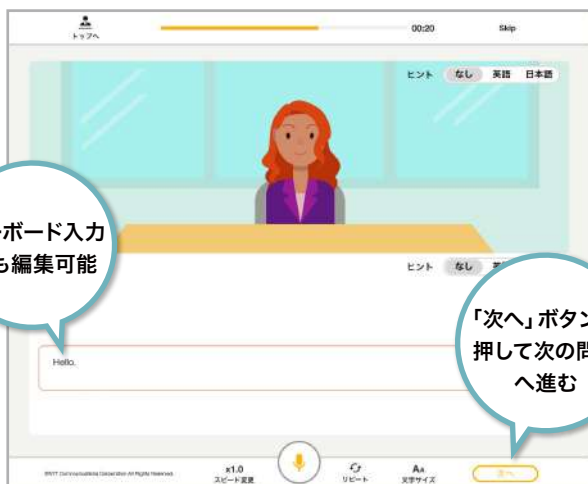 トップへ
00:20
Skip
ヒント なし 英語 日本語
ボード入力
も編集可能
ヒント なし
「次へ」ボタン
押して次の問
へ進む
Hello.
x1.0
スピード変更
リピート
AA
文字サイズ
次へ